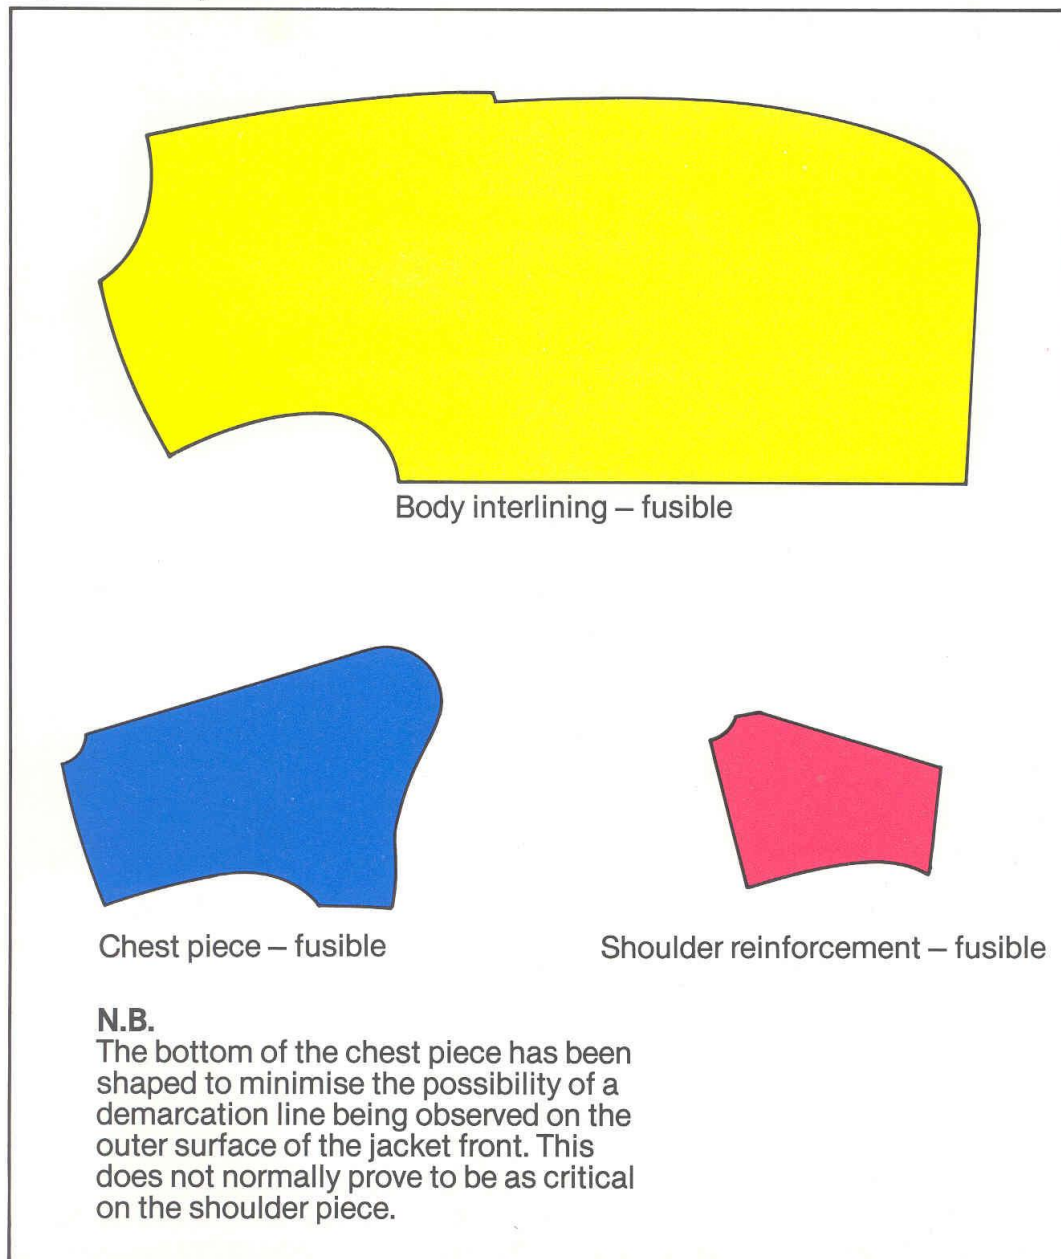 Body interlining – fusible
Chest piece – fusible
Shoulder reinforcement – fusible
N.B.
The bottom of the chest piece has been
shaped to minimise the possibility of a
demarcation line being observed on the
outer surface of the jacket front. This
does not normally prove to be as critical
on the shoulder piece.